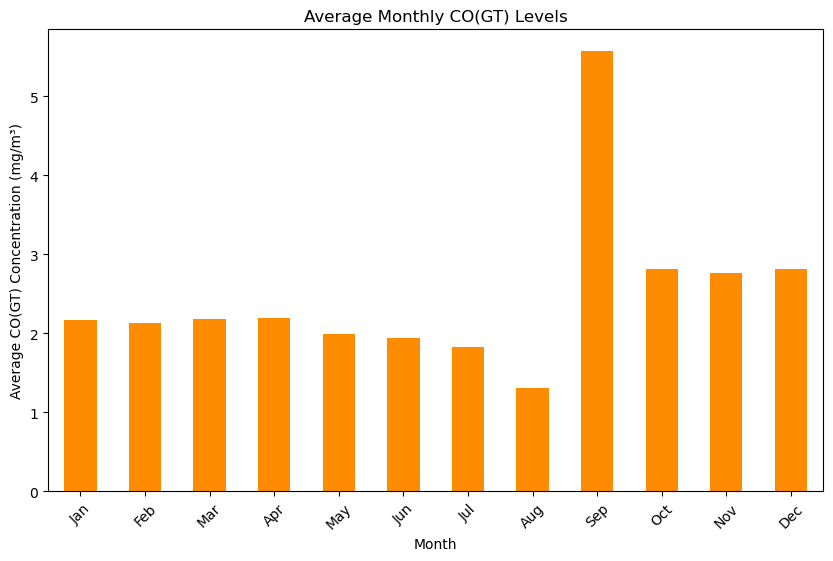 Average Monthly CO(GT) Levels
Average CO(GT) Concentration (mg/m³)
5
4
3
2
1
0
Jan
Feb
Mar
Apr
May
Jun
Jul
Aug
Sep
Oct
Nov
Dec
Month